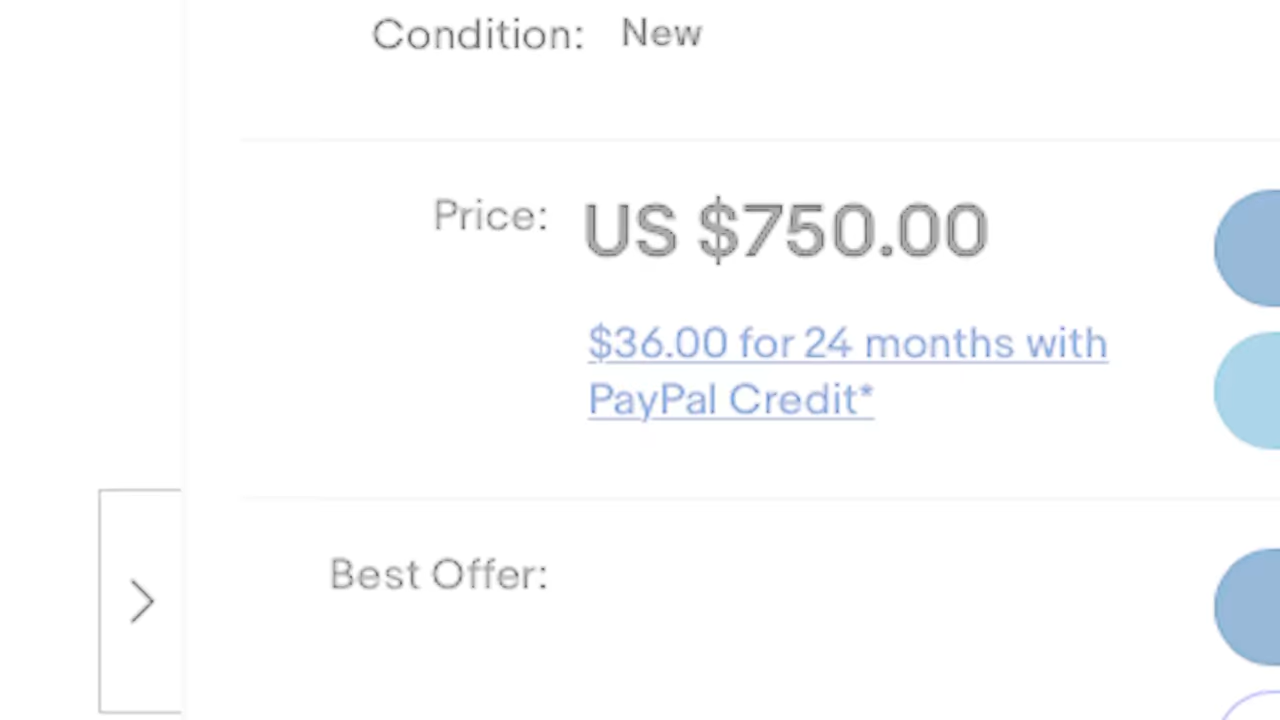 Condition: New
Price: US $750.00
$36.00 for 24 months with
PayPal Credit*
Best Offer: